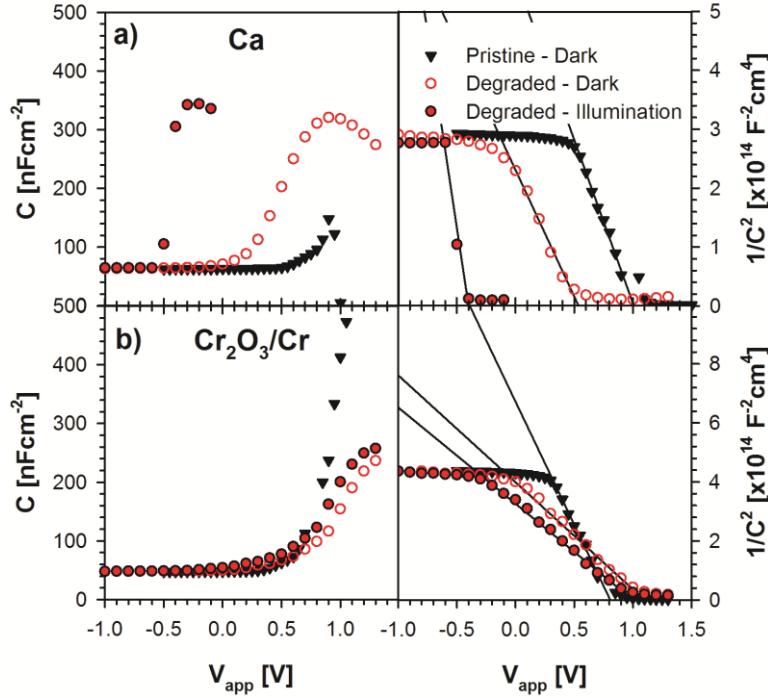 a) Ca
500
400
300
200
100
0
C [nFcm⁻²]
Pristine - Dark
Degraded - Dark
Degraded - Illumination
5
4
3
2
1
0
1/C² [x10¹⁴ F⁻²cm⁴]
b) Cr₂O₃/Cr
500
400
300
200
100
0
C [nFcm⁻²]
8
6
4
2
0
1/C² [x10¹⁴ F⁻²cm⁴]
-1.0 -0.5 0.0 0.5 1.0
-1.0 -0.5 0.0 0.5 1.0 1.5
V_app [V]
V_app [V]